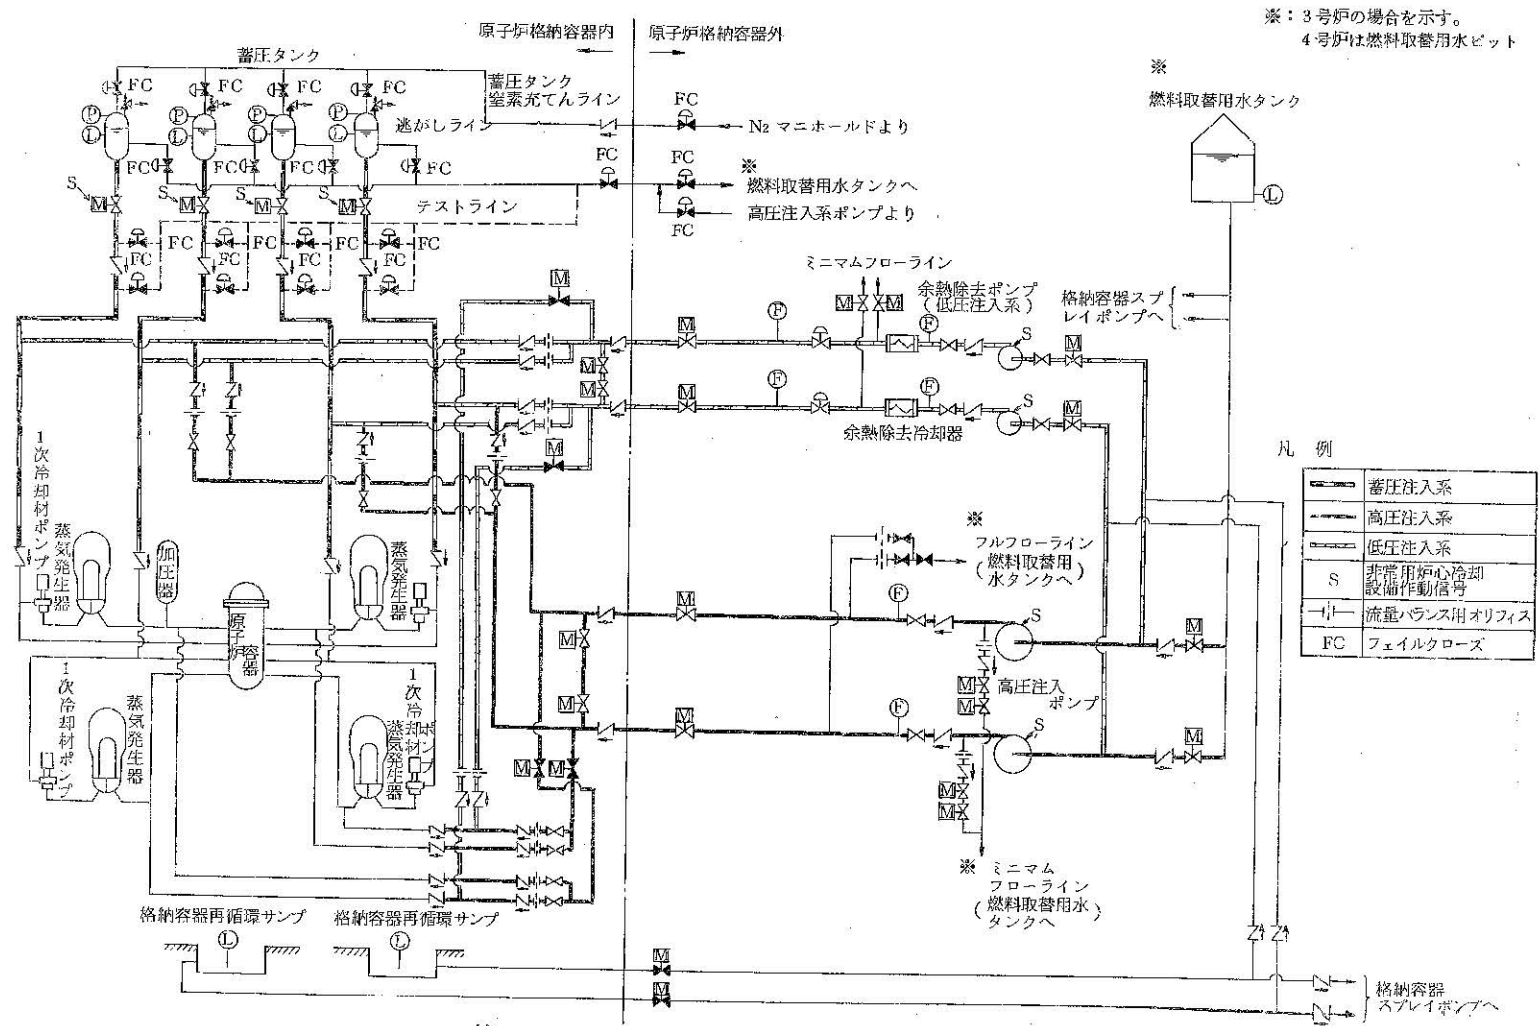 ※：3号炉の場合を示す。
4号炉は燃料取替用水ピット
原子炉格納容器内
原子炉格納容器外
蓄圧タンク
FC
FC
FC
FC
蓄圧タンク
窒素充てんライン
FC
N₂ マニホールドより
※
燃料取替用水タンク
P
P
P
P
L
L
L
L
逃がしライン
FC
FC
FC
FC
FC
FC
※
燃料取替用水タンクへ
高圧注入系ポンプより
FC
L
S
S
S
S
M
M
M
M
テストライン
FC
FC
FC
FC
FC
FC
FC
FC
ミニマムフローライン
M
M
M
余熱除去ポンプ
（低圧注入系）
格納容器スプ
レイポンプへ
F
F
S
M
M
M
M
F
F
S
M
M
余熱除去冷却器
M
凡例
蓄圧注入系
高圧注入系
低圧注入系
S
非常用炉心冷却
設備作動信号
流量バランス用オリフィス
FC
フェイルクローズ
1次冷却材ポンプ
蒸気発生器
加圧器
蒸気発生器
原子炉容器
※
フルフローライン
（燃料取替用
水タンクへ）
M
F
S
M
M
M
M
M
高圧注入
ポンプ
1次冷却材ポンプ
蒸気発生器
1次冷却材ポンプ
蒸気発生器
M
F
S
M
M
M
M
M
※
ミニマム
フローライン
（燃料取替用水
タンクへ）
格納容器再循環サンプ
格納容器再循環サンプ
L
L
M
M
格納容器
スプレイポンプへ